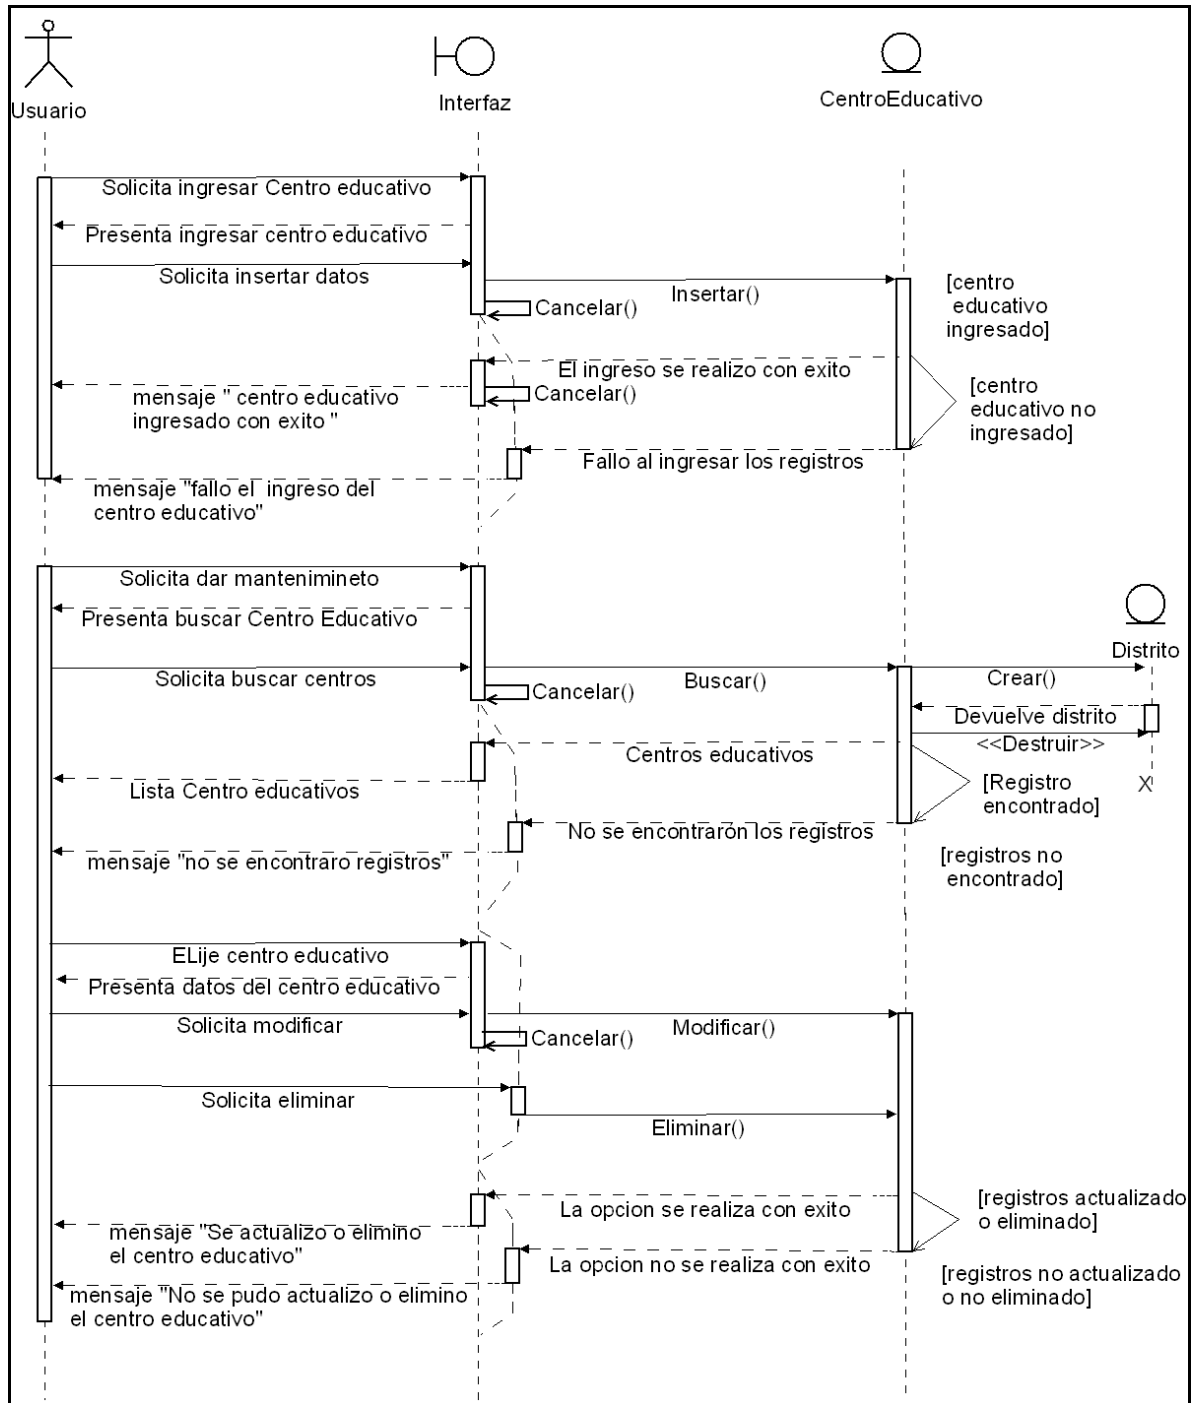 Usuario
Interfaz
CentroEducativo
Solicita ingresar Centro educativo
Presenta ingresar centro educativo
Solicita insertar datos
Insertar()
[centro
educativo
ingresado]
Cancelar()
El ingreso se realizo con exito
mensaje " centro educativo
ingresado con exito "
Cancelar()
[centro
educativo no
ingresado]
Fallo al ingresar los registros
mensaje "fallo el ingreso del
centro educativo"
Solicita dar mantenimineto
Presenta buscar Centro Educativo
Distrito
Solicita buscar centros
Buscar()
Crear()
Cancelar()
Devuelve distrito
<<Destruir>>
Centros educativos
Lista Centro educativos
[Registro
encontrado]
X
No se encontrarón los registros
mensaje "no se encontraro registros"
[registros no
encontrado]
ELije centro educativo
Presenta datos del centro educativo
Solicita modificar
Modificar()
Cancelar()
Solicita eliminar
Eliminar()
La opcion se realiza con exito
[registros actualizado
o eliminado]
mensaje "Se actualizo o elimino
el centro educativo"
La opcion no se realiza con exito
[registros no actualizado
o no eliminado]
mensaje "No se pudo actualizo o elimino
el centro educativo"